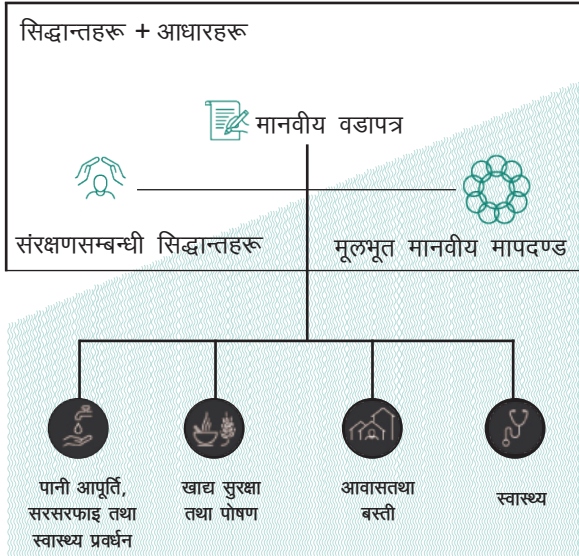 सिद्धान्तहरू + आधारहरू
मानवीय वडापत्र
संरक्षणसम्बन्धी सिद्धान्तहरू
मूलभूत मानवीय मापदण्ड
पानी आपूर्ति,
सरसरफाइ तथा
स्वास्थ्य प्रवर्धन
खाद्य सुरक्षा
तथा पोषण
आवासतथा
बस्ती
स्वास्थ्य